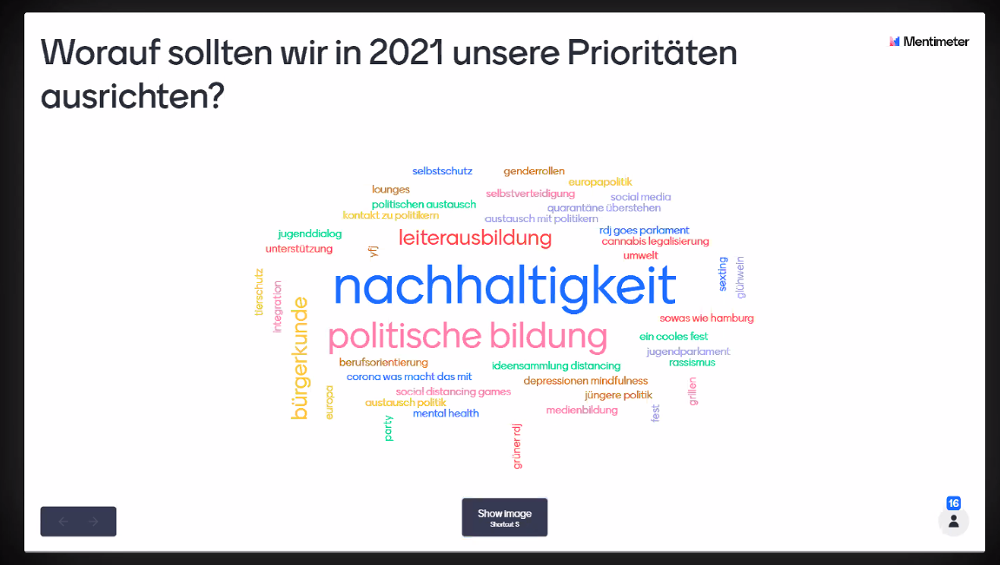 Worauf sollten wir in 2021 unsere Prioritäten
ausrichten?
Mentimeter
selbstschutz
genderrollen
europapolitik
lounges
selbstverteidigung
social media
politischen austausch
quarantäne überstehen
kontakt zu politikern
austausch mit politikern
jugenddialog
leiterausbildung
rdj goes parlament
unterstützung
yfj
cannabis legalisierung
umwelt
sexting
glühwein
tierschutz
integration
nachhaltigkeit
sowas wie hamburg
bürgerkunde
politische bildung
ein cooles fest
jugendparlament
berufsorientierung
ideensammlung distancing
rassismus
corona was macht das mit
depressionen mindfulness
grillen
social distancing games
jüngere politik
europa
austausch politik
medienbildung
fest
mental health
party
grüner rdj
Show image
Shortcut S
16